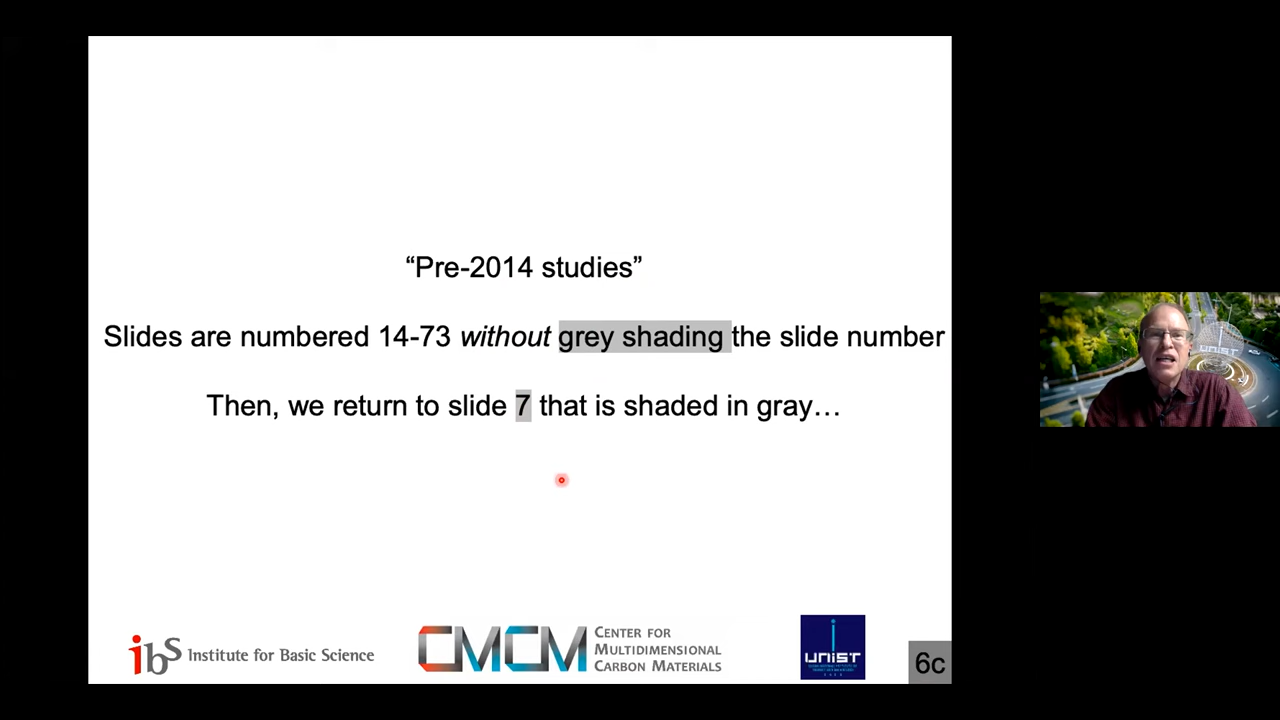 “Pre-2014 studies”
Slides are numbered 14-73 without grey shading the slide number
Then, we return to slide 7 that is shaded in gray…
ibs Institute for Basic Science
CMCM
CENTER FOR
MULTIDIMENSIONAL
CARBON MATERIALS
UNIST
6c
UNIST